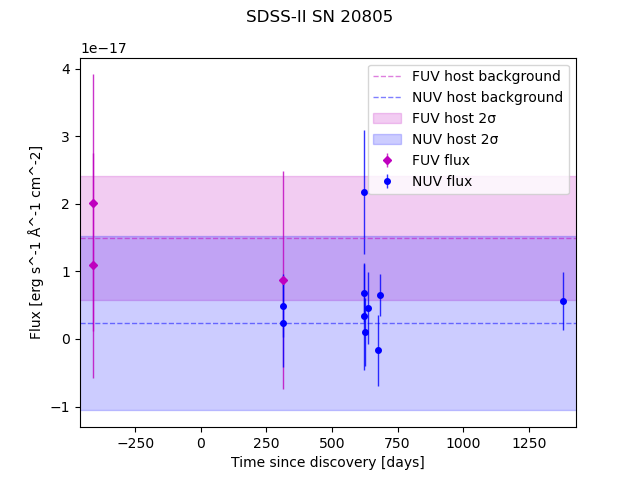 SDSS-II SN 20805
1e−17
FUV host background
NUV host background
FUV host 2σ
NUV host 2σ
FUV flux
NUV flux
4
3
2
1
0
−1
Flux [erg s^-1 Å^-1 cm^-2]
−250
0
250
500
750
1000
1250
Time since discovery [days]